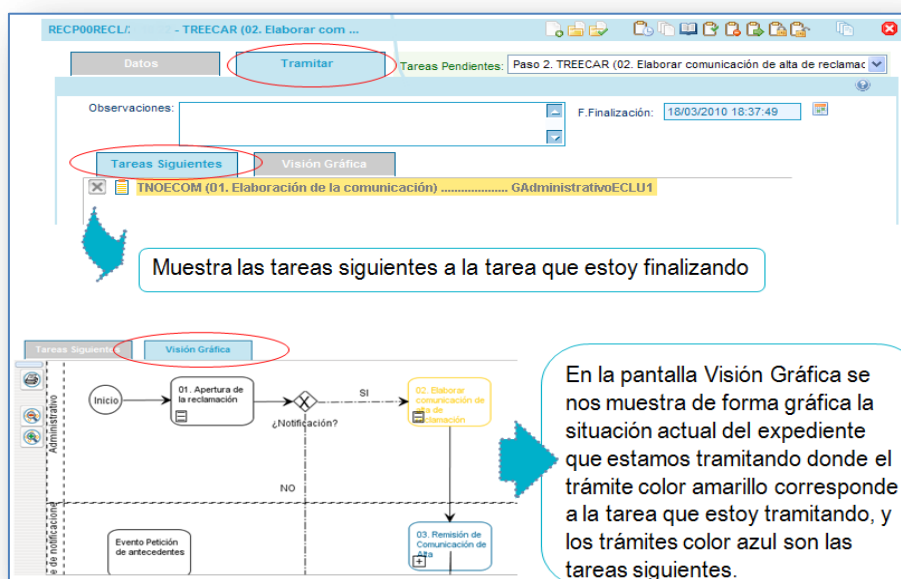 RECP00RECL/: - TREECAR (02. Elaborar com ...
Datos
Tramitar
Tareas Pendientes: Paso 2. TREECAR (02. Elaborar comunicación de alta de reclamac
Observaciones:
F.Finalización: 18/03/2010 18:37:49
Tareas Siguientes
Visión Gráfica
TNOECOM (01. Elaboración de la comunicación) .................... GAdministrativoECLU1
Muestra las tareas siguientes a la tarea que estoy finalizando
Tareas Siguientes
Visión Gráfica
Administrativo
Inicio
01. Apertura de
la reclamación
¿Notificación?
SI
02. Elaborar
comunicación de
alta de
reclamación
NO
e de notificacione
Evento Petición
de antecedentes
03. Remisión de
Comunicación de
Alta
En la pantalla Visión Gráfica se
nos muestra de forma gráfica la
situación actual del expediente
que estamos tramitando donde el
trámite color amarillo corresponde
a la tarea que estoy tramitando, y
los trámites color azul son las
tareas siguientes.